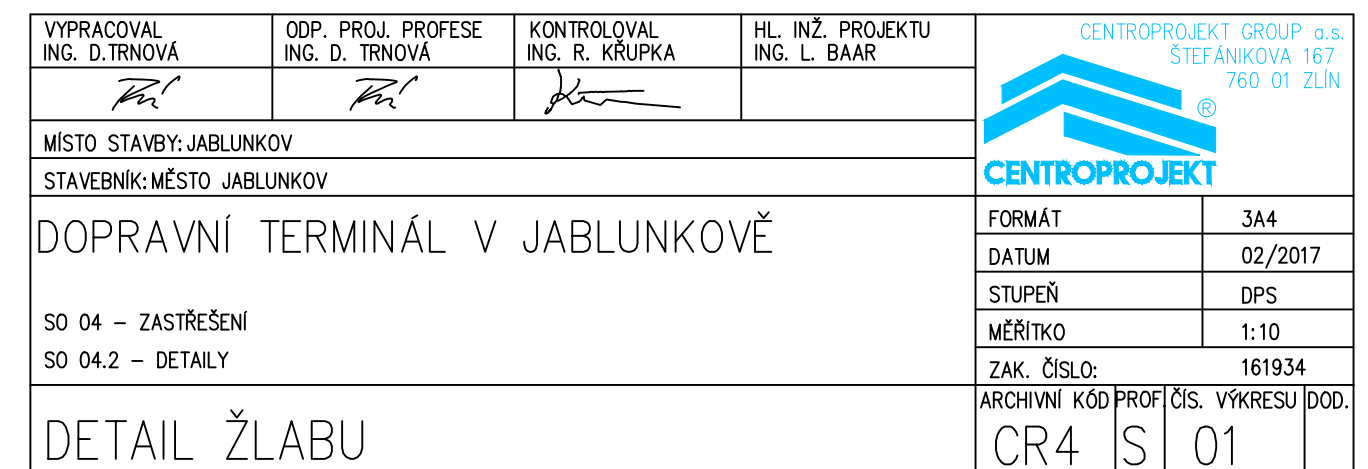 VYPRACOVAL
ING. D.TRNOVÁ
ODP. PROJ. PROFESE
ING. D. TRNOVÁ
KONTROLOVAL
ING. R. KŘUPKA
HL. INŽ. PROJEKTU
ING. L. BAAR
CENTROPROJEKT GROUP a.s.
ŠTEFÁNIKOVA 167
760 01 ZLÍN
®
CENTROPROJEKT
MÍSTO STAVBY: JABLUNKOV
STAVEBNÍK: MĚSTO JABLUNKOV
DOPRAVNÍ TERMINÁL V JABLUNKOVĚ
SO 04 – ZASTŘEŠENÍ
SO 04.2 – DETAILY
FORMÁT 3A4
DATUM 02/2017
STUPEŇ DPS
MĚŘÍTKO 1:10
ZAK. ČÍSLO: 161934
ARCHIVNÍ KÓD PROF. ČÍS. VÝKRESU DOD.
CR4 S 01
DETAIL ŽLABU